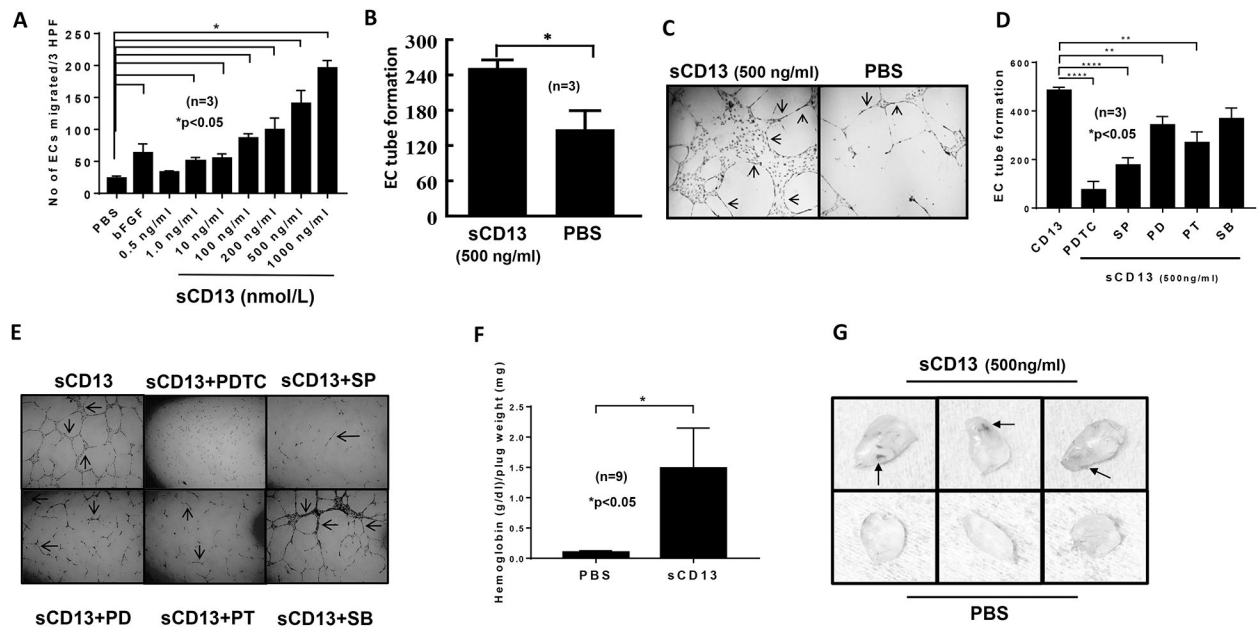 A
No of ECs migrated/3 HPF
250
200
150
100
50
0
*
(n=3)
*p<0.05
PBS
bFGF
0.5 ng/ml
1.0 ng/ml
10 ng/ml
100 ng/ml
200 ng/ml
500 ng/ml
1000 ng/ml
sCD13 (nmol/L)
B
EC tube formation
300
240
180
120
60
0
*
(n=3)
sCD13
(500 ng/ml)
PBS
C
sCD13 (500 ng/ml)
PBS
D
EC tube formation
600
400
200
0
**
**
****
****
(n=3)
*p<0.05
CD13
PDTC
SP
PD
PT
SB
sCD13 (500ng/ml)
E
sCD13
sCD13+PDTC
sCD13+SP
sCD13+PD
sCD13+PT
sCD13+SB
F
Hemoglobin (g/dl)/plug weight (mg)
2.5
2.0
1.5
1.0
0.5
0.0
*
(n=9)
*p<0.05
PBS
sCD13
G
sCD13 (500ng/ml)
PBS